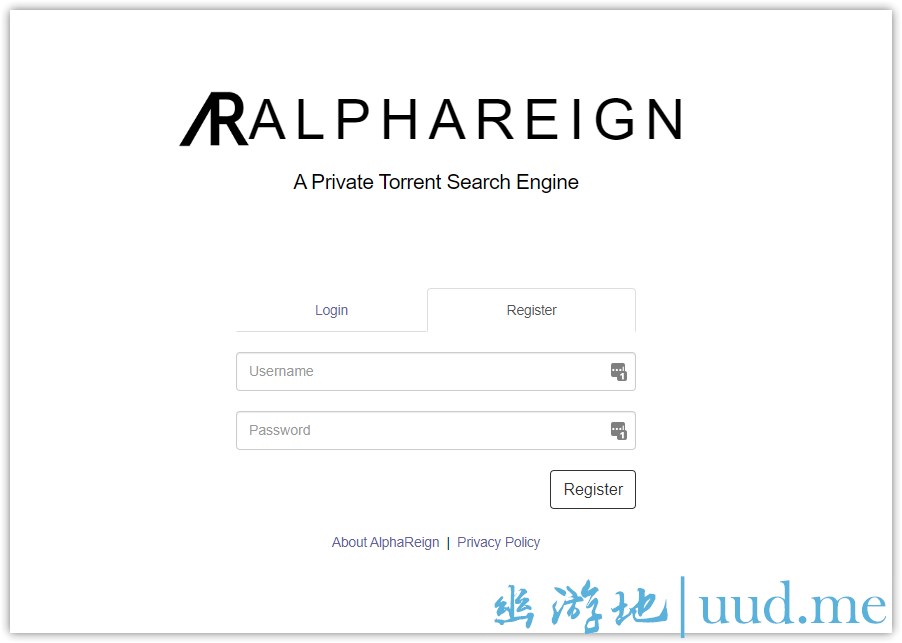 ALPHAREIGN
A Private Torrent Search Engine
Login
Register
Username
Password
Register
About AlphaReign | Privacy Policy
幽游地|uud.me